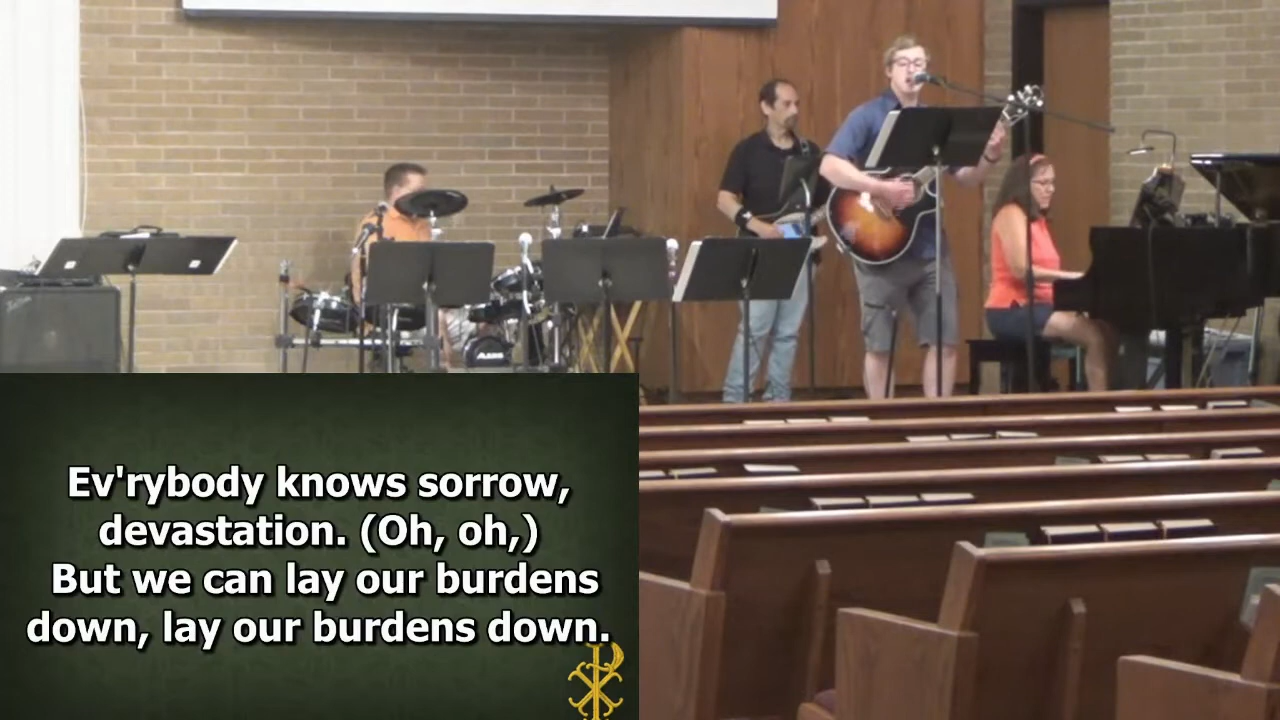 Ev'rybody knows sorrow,
devastation. (Oh, oh,)
But we can lay our burdens
down, lay our burdens down.